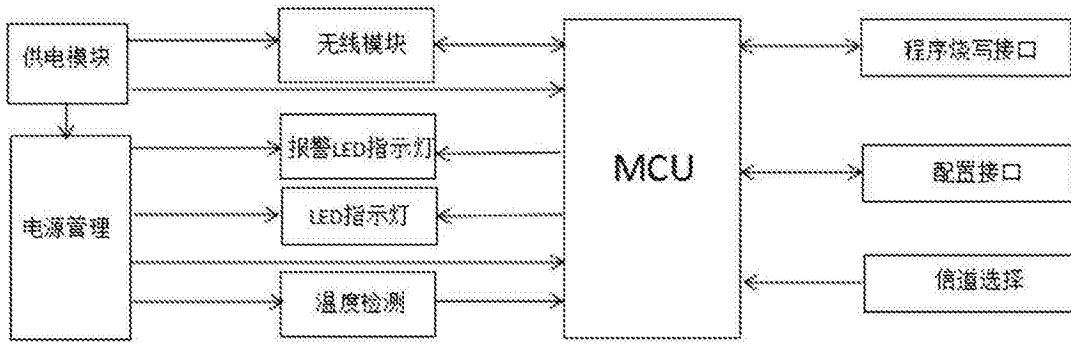 供电模块
无线模块
程序烧写接口
报警LED指示灯
MCU
配置接口
LED指示灯
电源管理
温度检测
信道选择